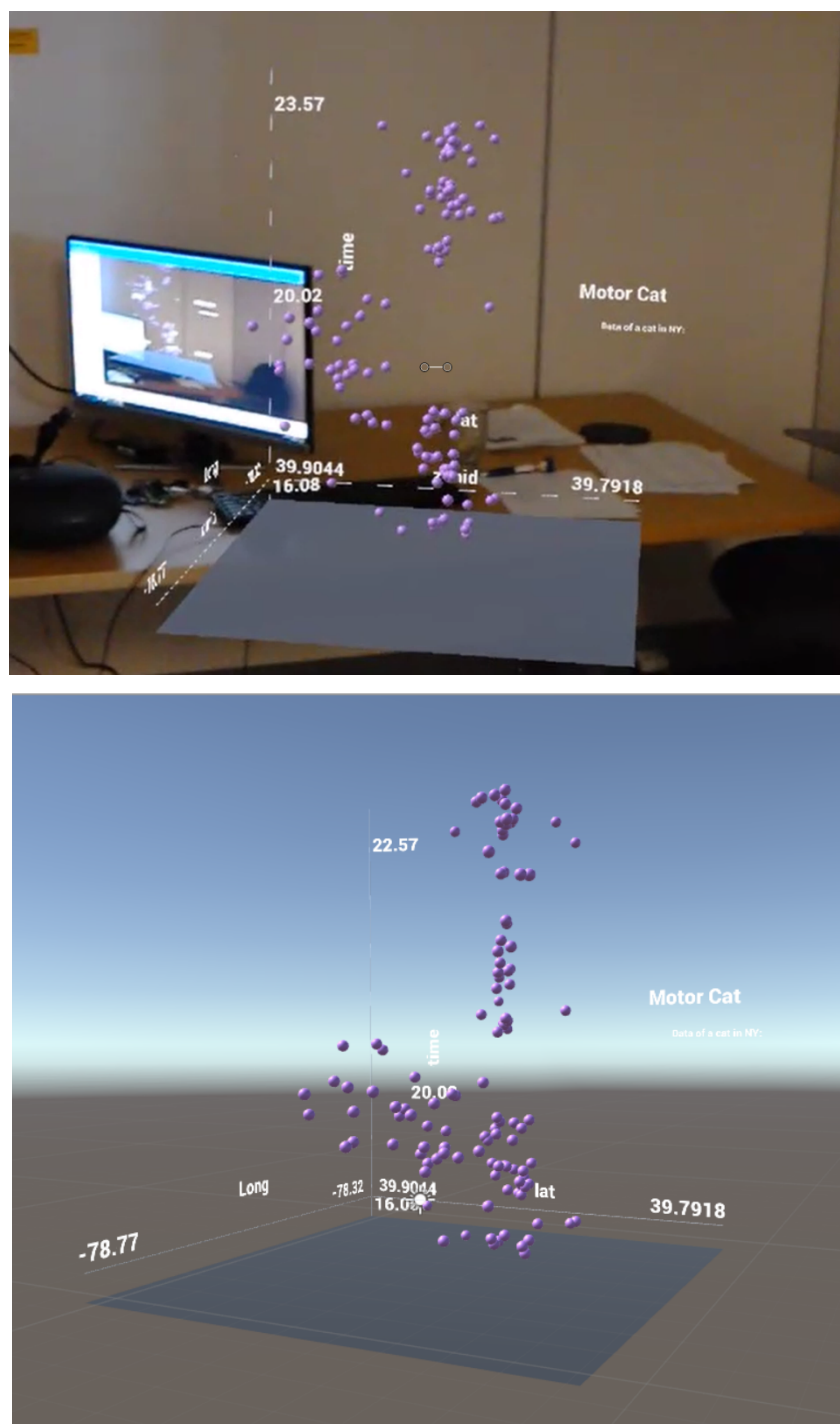 23.57
time
20.02
Motor Cat
Data of a cat in NY:
39.9044
16.08
39.7918
22.57
time
Motor Cat
Data of a cat in NY:
Long
-78.32
39.9044
lat
39.7918
-78.77